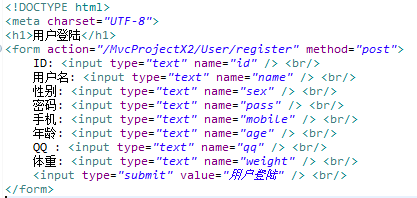 <!DOCTYPE html>
<meta charset="UTF-8">
<h1>用户登陆</h1>
<form action="/MvcProjectX2/User/register" method="post">
    ID: <input type="text" name="id" /> <br/>
    用户名: <input type="text" name="name" /> <br/>
    性别: <input type="text" name="sex" /> <br/>
    密码: <input type="text" name="pass" /> <br/>
    手机: <input type="text" name="mobile" /> <br/>
    年龄: <input type="text" name="age" /> <br/>
    QQ : <input type="text" name="qq" /> <br/>
    体重: <input type="text" name="weight" /> <br/>
    <input type="submit" value="用户登陆" /> <br/>
</form>